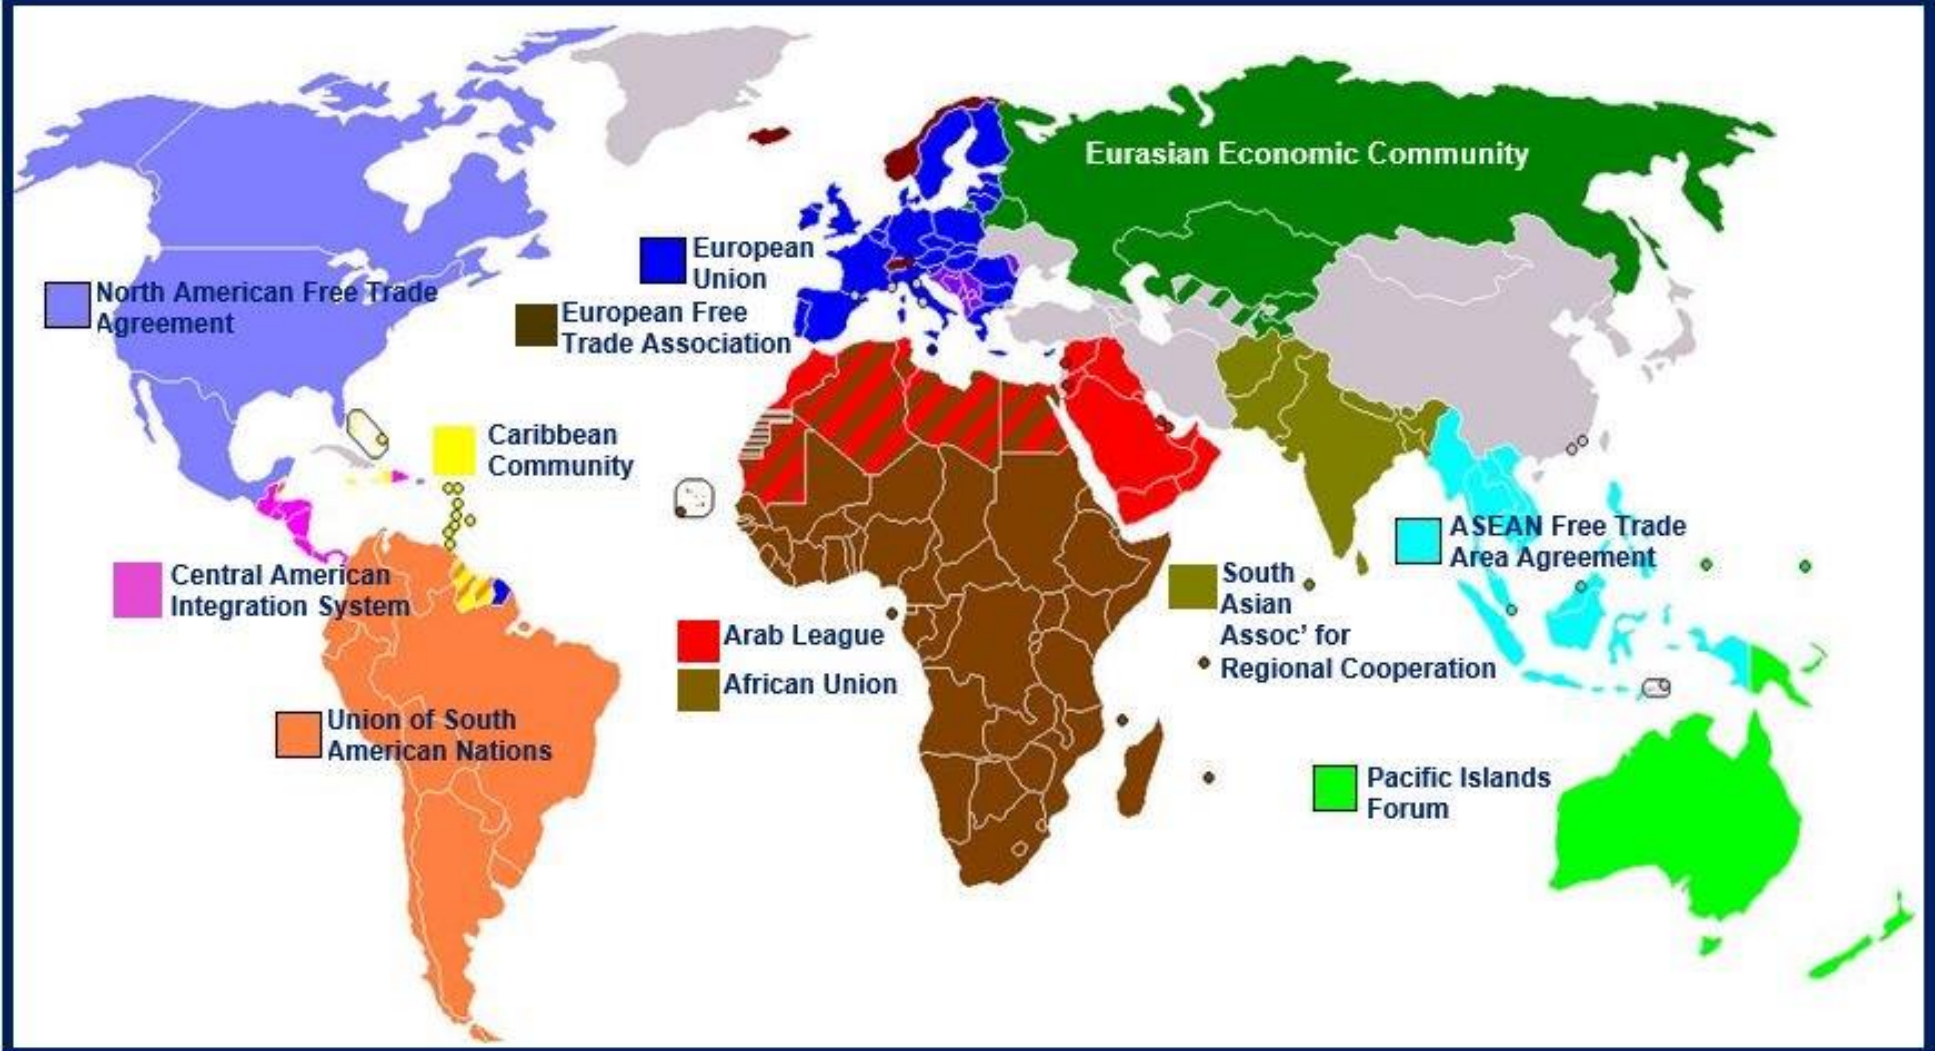 Eurasian Economic Community
European
Union
North American Free Trade
Agreement
European Free
Trade Association
Caribbean
Community
ASEAN Free Trade
Area Agreement
Central American
Integration System
South
Asian
Assoc’ for
Regional Cooperation
Arab League
African Union
Union of South
American Nations
Pacific Islands
Forum